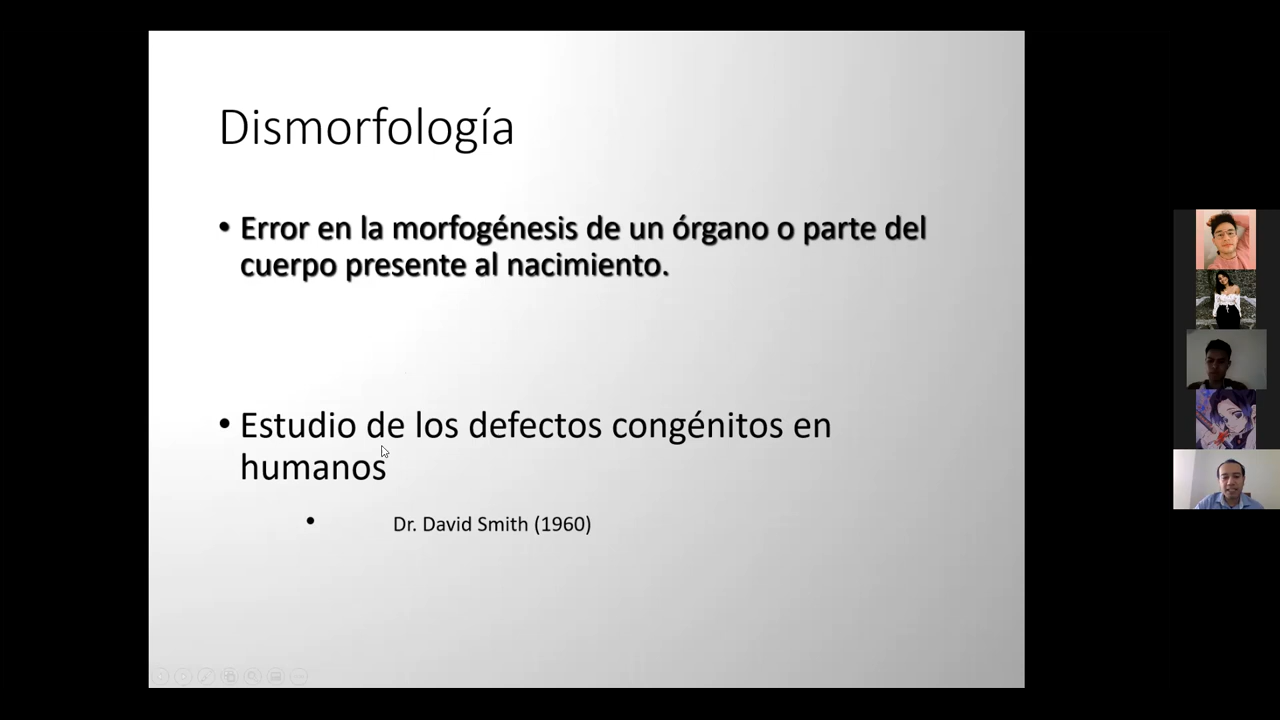 Dismorfología
• Error en la morfogénesis de un órgano o parte del
cuerpo presente al nacimiento.
• Estudio de los defectos congénitos en
humanos
• Dr. David Smith (1960)